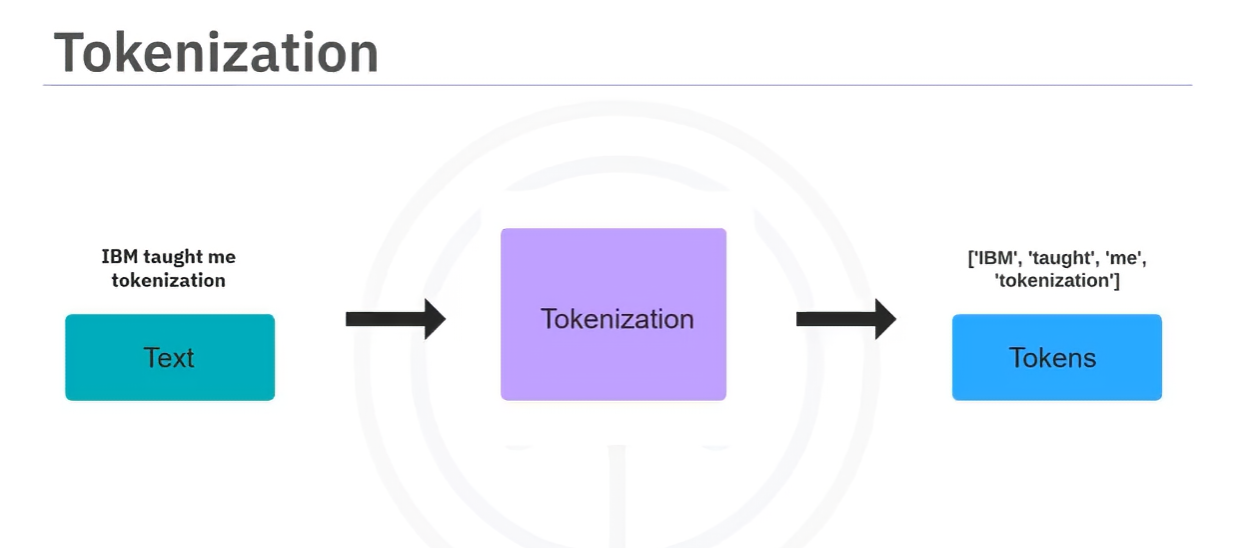 Tokenization
IBM taught me
tokenization
Text
Tokenization
['IBM', 'taught', 'me',
'tokenization']
Tokens